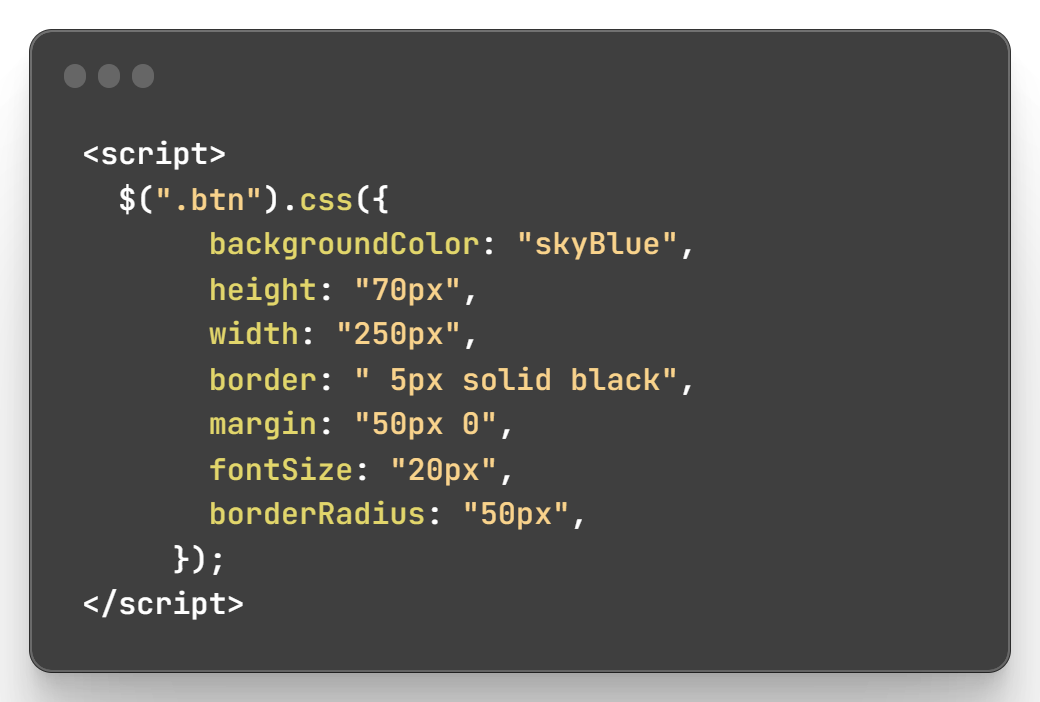 <script>
  $(".btn").css({
       backgroundColor: "skyBlue",
       height: "70px",
       width: "250px",
       border: " 5px solid black",
       margin: "50px 0",
       fontSize: "20px",
       borderRadius: "50px",
     });
</script>